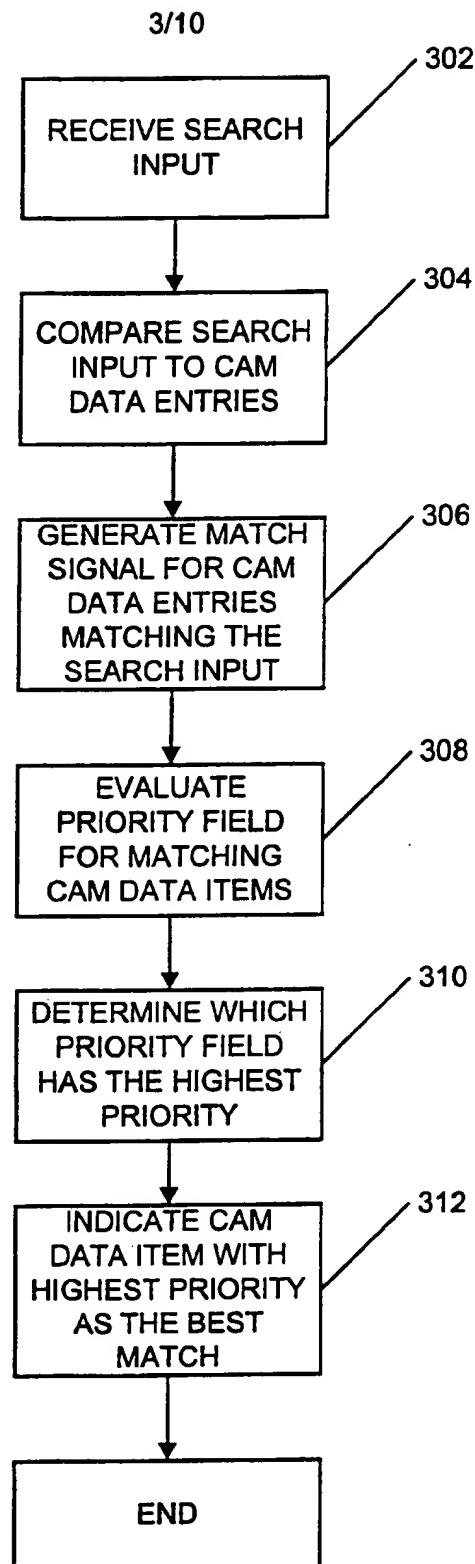 3/10
302
RECEIVE SEARCH
INPUT
304
COMPARE SEARCH
INPUT TO CAM
DATA ENTRIES
306
GENERATE MATCH
SIGNAL FOR CAM
DATA ENTRIES
MATCHING THE
SEARCH INPUT
308
EVALUATE
PRIORITY FIELD
FOR MATCHING
CAM DATA ITEMS
310
DETERMINE WHICH
PRIORITY FIELD
HAS THE HIGHEST
PRIORITY
312
INDICATE CAM
DATA ITEM WITH
HIGHEST PRIORITY
AS THE BEST
MATCH
END